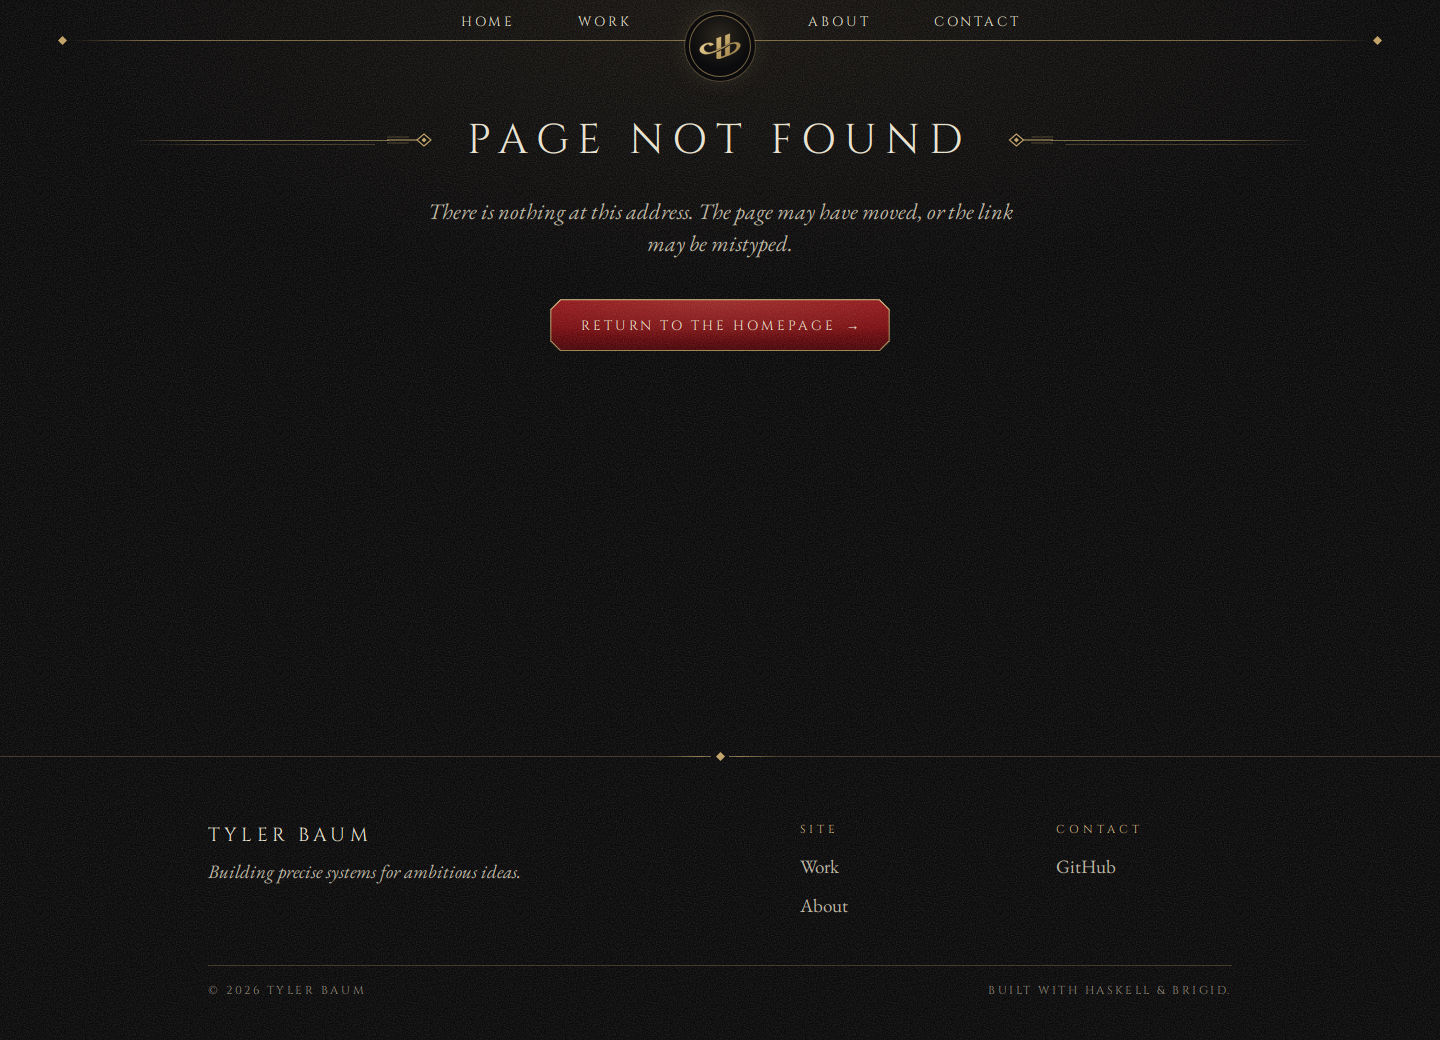 HOME WORK ABOUT CONTACT
PAGE NOT FOUND
There is nothing at this address. The page may have moved, or the link
may be mistyped.
RETURN TO THE HOMEPAGE →
TYLER BAUM
Building precise systems for ambitious ideas.
SITE
Work
About
CONTACT
GitHub
© 2026 TYLER BAUM
BUILT WITH HASKELL & BRIGID.